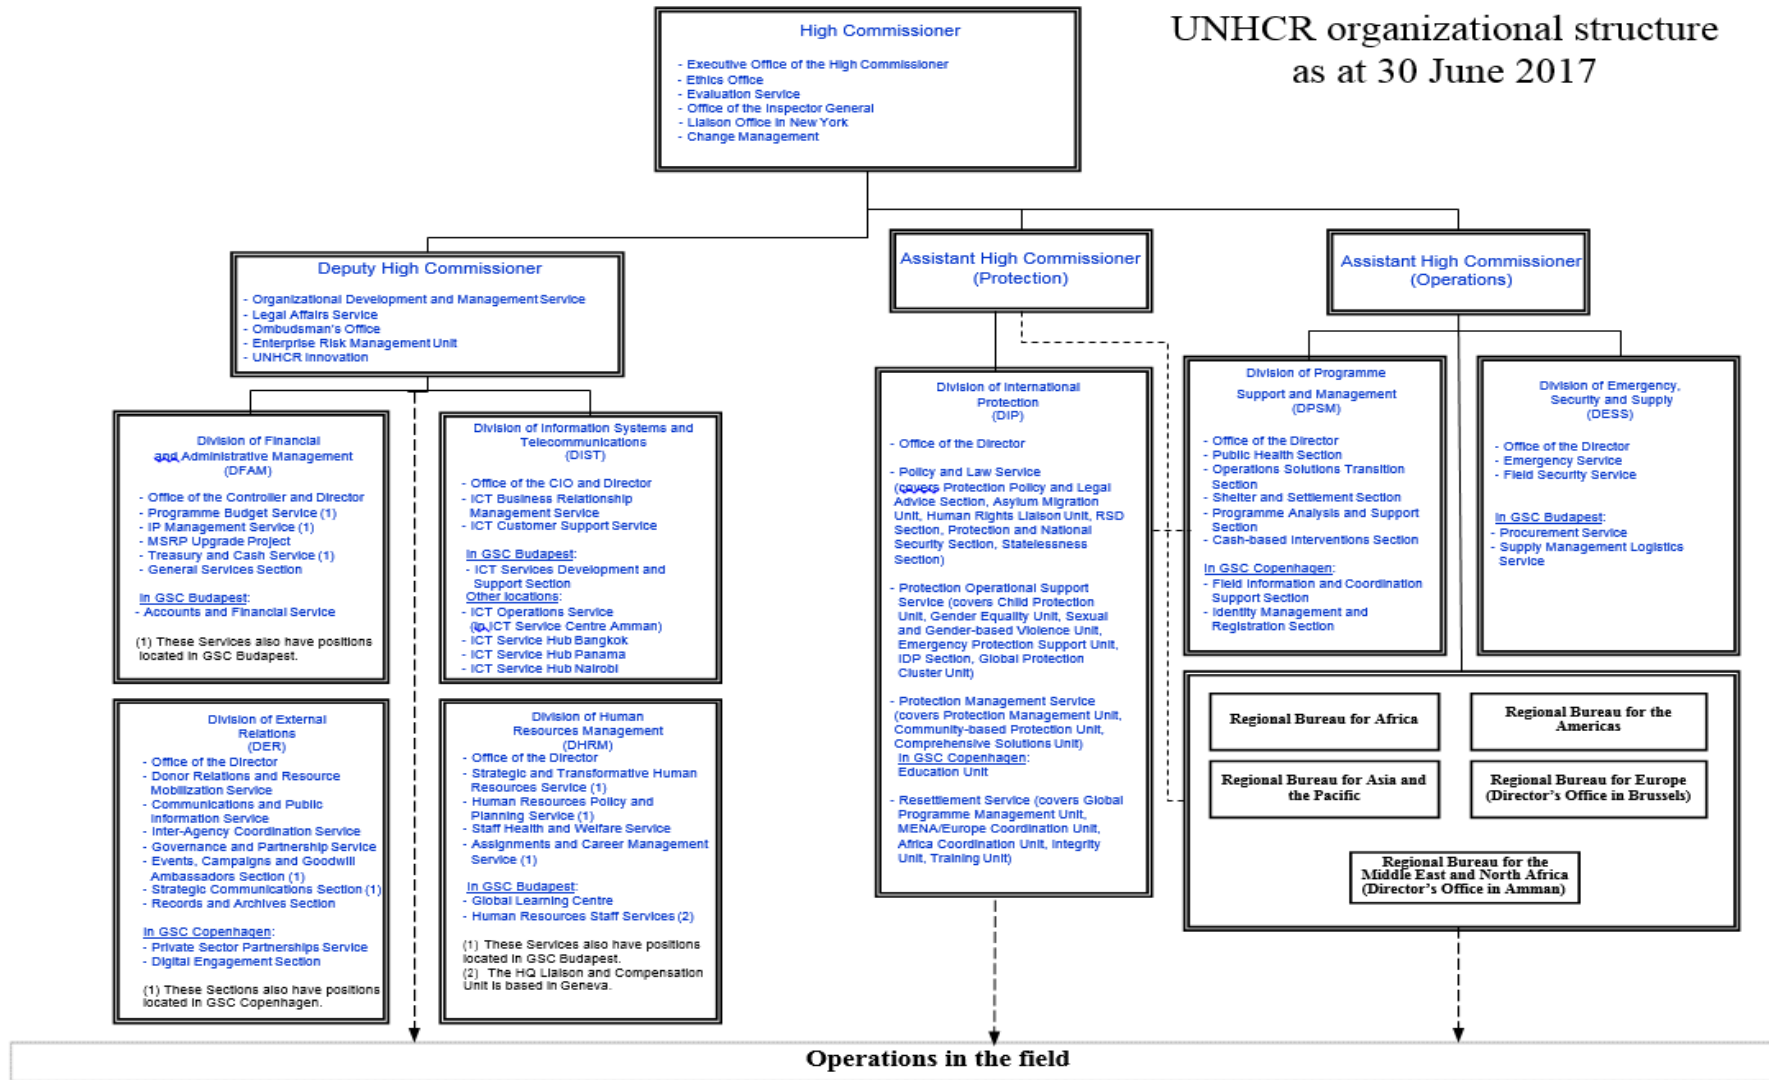 UNHCR organizational structure
as at 30 June 2017
High Commissioner
- Executive Office of the High Commissioner
- Ethics Office
- Evaluation Service
- Office of the Inspector General
- Liaison Office in New York
- Change Management
Deputy High Commissioner
- Organizational Development and Management Service
- Legal Affairs Service
- Ombudsman's Office
- Enterprise Risk Management Unit
- UNHCR Innovation
Assistant High Commissioner
(Protection)
Assistant High Commissioner
(Operations)
Division of Financial
and Administrative Management
(DFAM)
- Office of the Controller and Director
- Programme Budget Service (1)
- IP Management Service (1)
- MSRP Upgrade Project
- Treasury and Cash Service (1)
- General Services Section
In GSC Budapest:
- Accounts and Financial Service
(1) These Services also have positions
located in GSC Budapest.
Division of Information Systems and
Telecommunications
(DIST)
- Office of the CIO and Director
- ICT Business Relationship
Management Service
- ICT Customer Support Service
In GSC Budapest:
- ICT Services Development and
Support Section
Other locations:
- ICT Operations Service
(in ICT Service Centre Amman)
- ICT Service Hub Bangkok
- ICT Service Hub Panama
- ICT Service Hub Nairobi
Division of External
Relations
(DER)
- Office of the Director
- Donor Relations and Resource
Mobilization Service
- Communications and Public
Information Service
- Inter-Agency Coordination Service
- Governance and Partnership Service
- Events, Campaigns and Goodwill
Ambassadors Section (1)
- Strategic Communications Section (1)
- Records and Archives Section
In GSC Copenhagen:
- Private Sector Partnerships Service
- Digital Engagement Section
(1) These Sections also have positions
located in GSC Copenhagen.
Division of Human
Resources Management
(DHRM)
- Office of the Director
- Strategic and Transformative Human
Resources Service (1)
- Human Resources Policy and
Planning Service (1)
- Staff Health and Welfare Service
- Assignments and Career Management
Service (1)
In GSC Budapest:
- Global Learning Centre
- Human Resources Staff Services (2)
(1) These Services also have positions
located in GSC Budapest.
(2) The HQ Liaison and Compensation
Unit is based in Geneva.
Division of International
Protection
(DIP)
- Office of the Director
- Policy and Law Service
(covers Protection Policy and Legal
Advice Section, Asylum Migration
Unit, Human Rights Liaison Unit, RSD
Section, Protection and National
Security Section, Statelessness
Section)
- Protection Operational Support
Service (covers Child Protection
Unit, Gender Equality Unit, Sexual
and Gender-based Violence Unit,
Emergency Protection Support Unit,
IDP Section, Global Protection
Cluster Unit)
- Protection Management Service
(covers Protection Management Unit,
Community-based Protection Unit,
Comprehensive Solutions Unit)
In GSC Copenhagen:
Education Unit
- Resettlement Service (covers Global
Programme Management Unit,
MENA/Europe Coordination Unit,
Africa Coordination Unit, Integrity
Unit, Training Unit)
Division of Programme
Support and Management
(DPSM)
- Office of the Director
- Public Health Section
- Operations Solutions Transition
Section
- Shelter and Settlement Section
- Programme Analysis and Support
Section
- Cash-based Interventions Section
In GSC Copenhagen:
- Field Information and Coordination
Support Section
- Identity Management and
Registration Section
Division of Emergency,
Security and Supply
(DESS)
- Office of the Director
- Emergency Service
- Field Security Service
In GSC Budapest:
- Procurement Service
- Supply Management Logistics
Service
Regional Bureau for Africa
Regional Bureau for the
Americas
Regional Bureau for Asia and
the Pacific
Regional Bureau for Europe
(Director's Office in Brussels)
Regional Bureau for the
Middle East and North Africa
(Director's Office in Amman)
Operations in the field